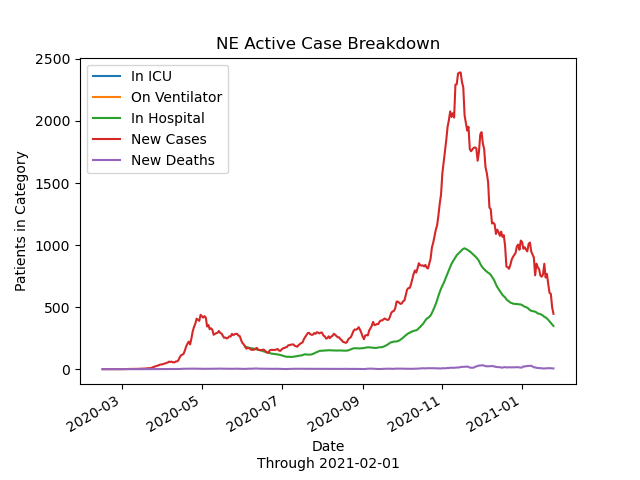 NE Active Case Breakdown
2500
2000
1500
1000
500
0
Patients in Category
In ICU
On Ventilator
In Hospital
New Cases
New Deaths
2020-03
2020-05
2020-07
2020-09
2020-11
2021-01
Date
Through 2021-02-01